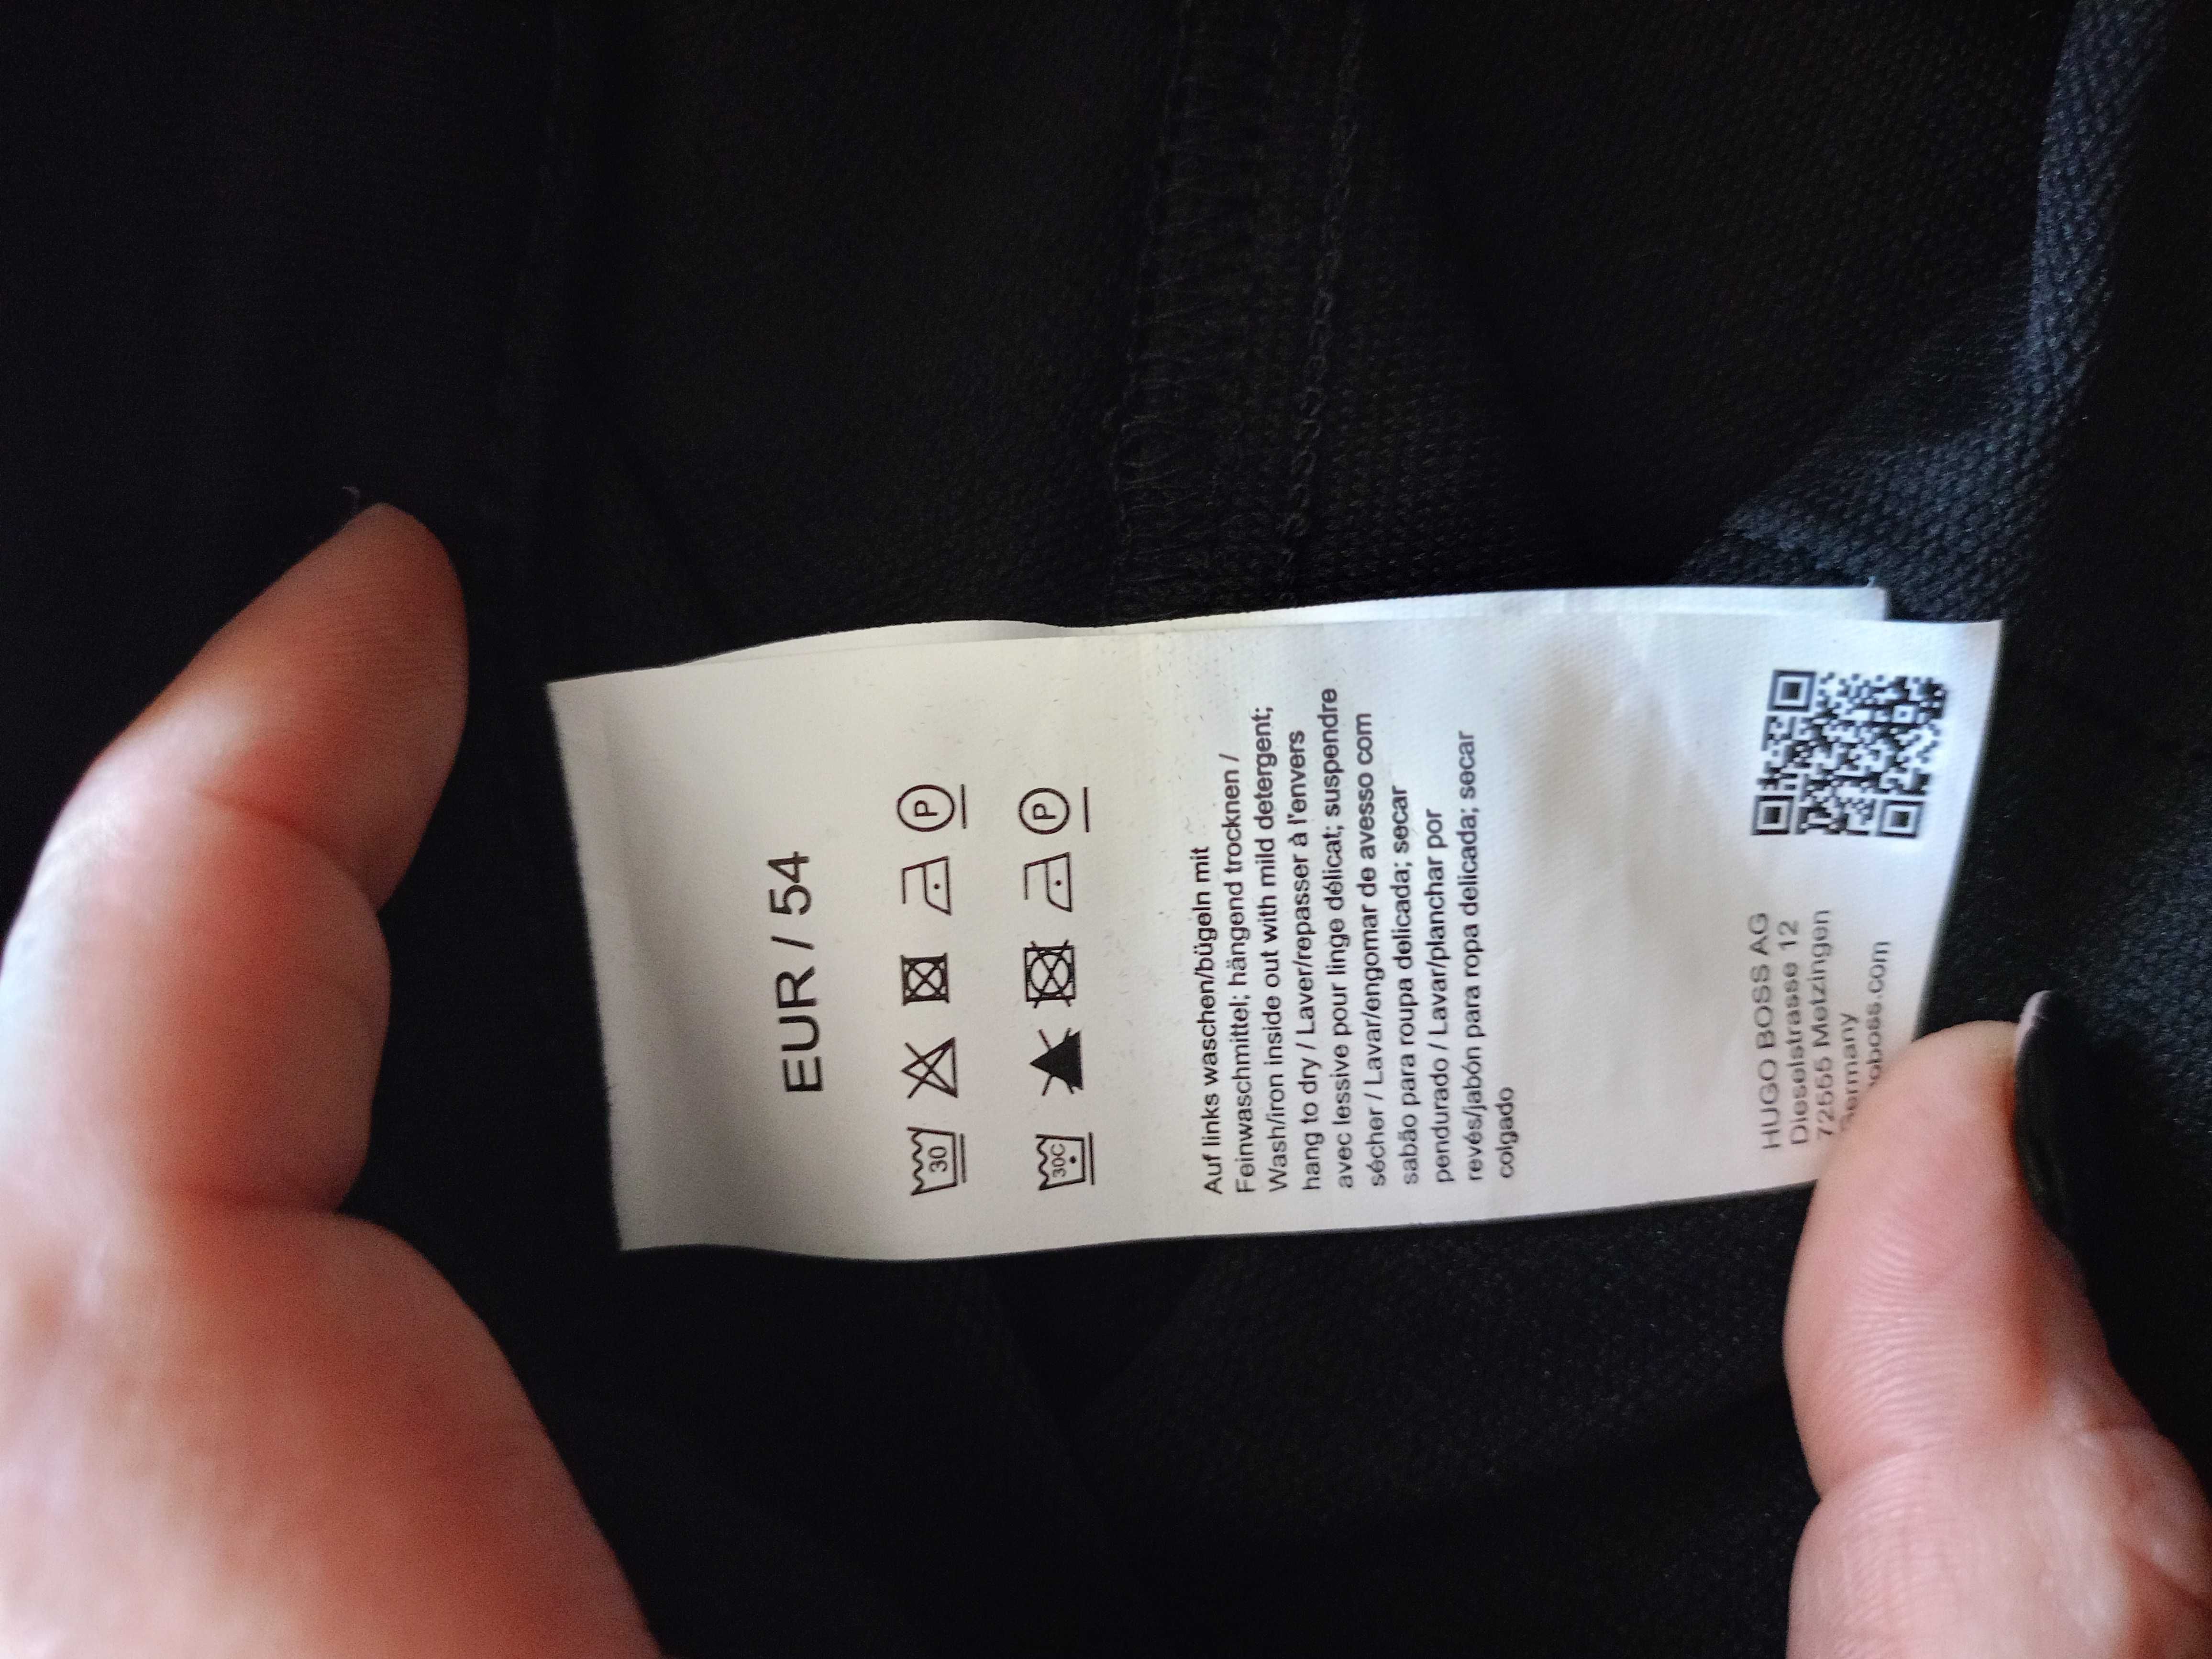 EUR / 54
30
P
30C
P
Auf links waschen/bügeln mit
Feinwaschmittel; hängend trocknen /
Wash/iron inside out with mild detergent;
hang to dry / Laver/repasser à l'envers
avec lessive pour linge délicat; suspendre
sécher / Lavar/engomar de avesso com
sabão para roupa delicada; secar
pendurado / Lavar/planchar por
revés/jabón para ropa delicada; secar
colgado
HUGO BOSS AG
Dieselstrasse 12
72555 Metzingen